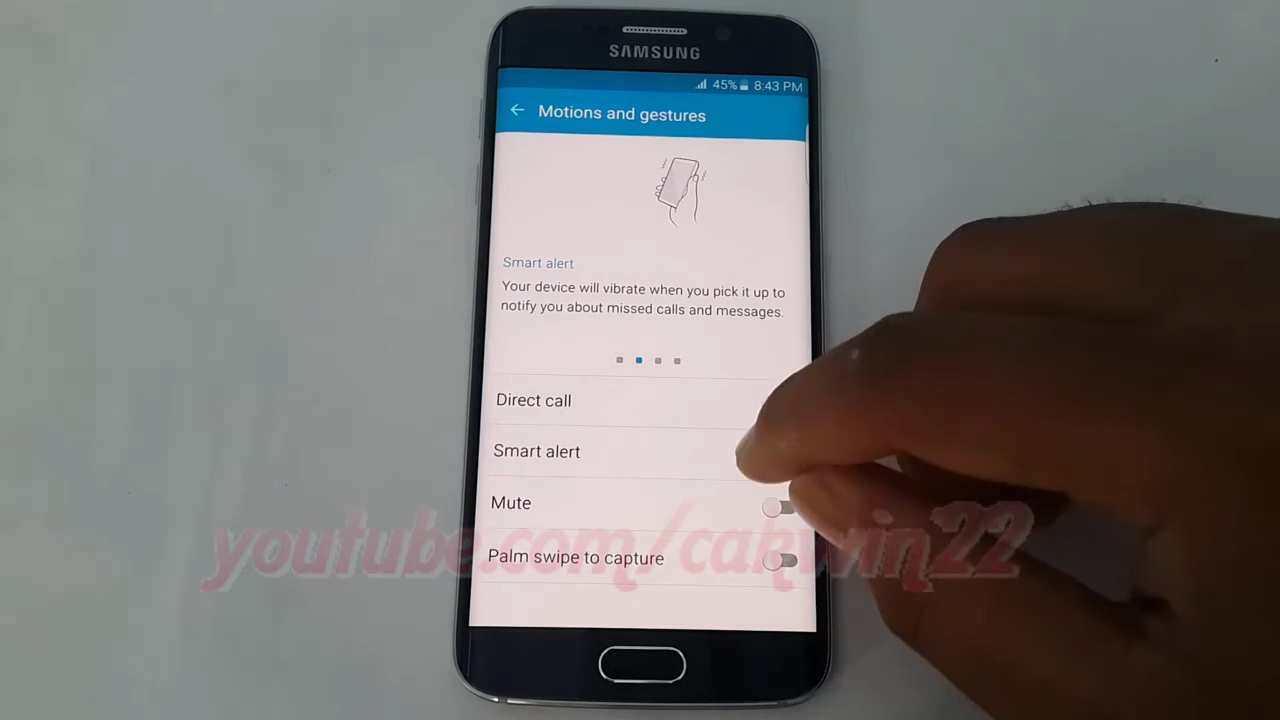 SAMSUNG
45% 8:43 PM
Motions and gestures
Smart alert
Your device will vibrate when you pick it up to
notify you about missed calls and messages.
Direct call
Smart alert
Mute
youtube.com/cakwin22
Palm swipe to capture